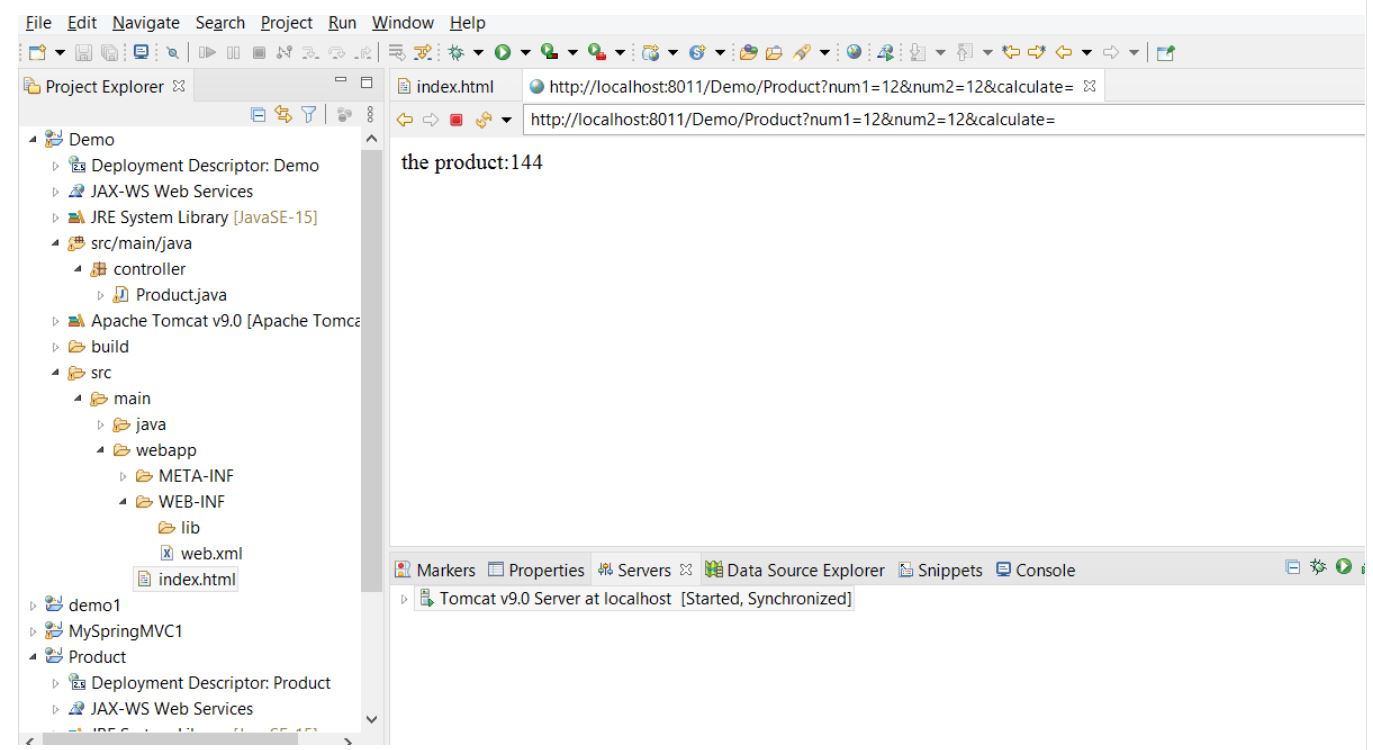 File Edit Navigate Search Project Run Window Help
Project Explorer
Demo
Deployment Descriptor: Demo
JAX-WS Web Services
JRE System Library [JavaSE-15]
src/main/java
controller
Product.java
Apache Tomcat v9.0 [Apache Tomca
build
src
main
java
webapp
META-INF
WEB-INF
lib
web.xml
index.html
demo1
MySpringMVC1
Product
Deployment Descriptor: Product
JAX-WS Web Services
index.html http://localhost:8011/Demo/Product?num1=12&num2=12&calculate=
http://localhost:8011/Demo/Product?num1=12&num2=12&calculate=
the product:144
Markers Properties Servers Data Source Explorer Snippets Console
Tomcat v9.0 Server at localhost [Started, Synchronized]